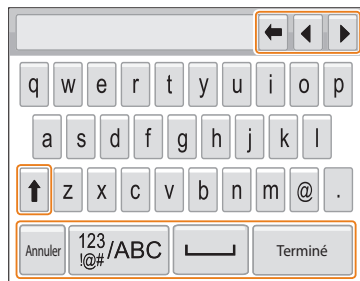 q w e r t y u i o p
a s d f g h j k l
z x c v b n m @ .
Annuler 123/ABC Terminé
!@#